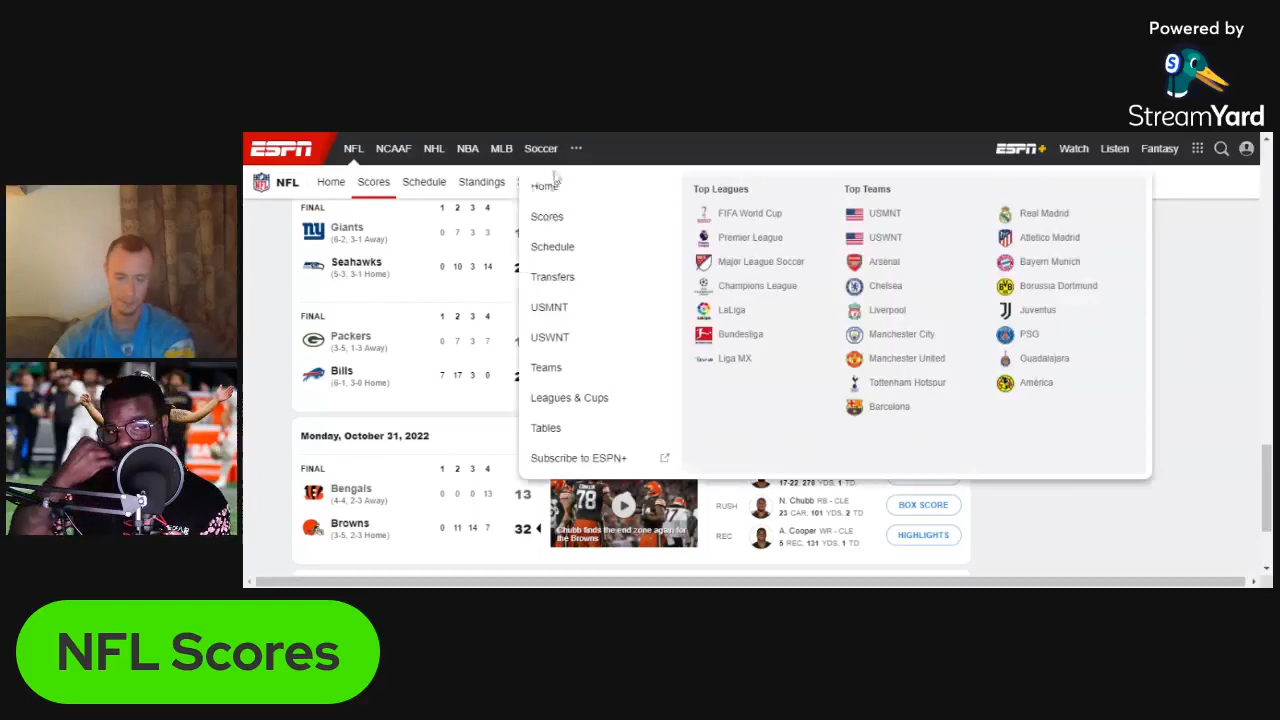 Powered by
StreamYard
ESPN NFL NCAAF NHL NBA MLB Soccer ••• ESPN+ Watch Listen Fantasy
NFL Home Scores Schedule Standings
Home
Scores
Schedule
Transfers
USMNT
USWNT
Teams
Leagues & Cups
Tables
Subscribe to ESPN+
Top Leagues
FIFA World Cup
Premier League
Major League Soccer
Champions League
LaLiga
Bundesliga
Liga MX
Top Teams
USMNT
USWNT
Arsenal
Chelsea
Liverpool
Manchester City
Manchester United
Tottenham Hotspur
Barcelona
Real Madrid
Atletico Madrid
Bayern Munich
Borussia Dortmund
Juventus
PSG
Guadalajara
América
FINAL 1 2 3 4
Giants 0 7 3 3
(6-2, 3-1 Away)
Seahawks 0 10 3 14
(5-3, 3-1 Home)
FINAL 1 2 3 4
Packers 0 7 3 7
(3-5, 1-3 Away)
Bills 7 17 3 0
(6-1, 3-0 Home)
Monday, October 31, 2022
FINAL 1 2 3 4
Bengals 0 0 0 13 13
(4-4, 2-3 Away)
Browns 0 11 14 7 32
(3-5, 2-3 Home)
Chubb finds the end zone again for
the Browns
17-22, 278 YDS, 1 TD
RUSH N. Chubb RB - CLE
23 CAR, 101 YDS, 2 TD
REC A. Cooper WR - CLE
5 REC, 131 YDS, 1 TD
BOX SCORE
HIGHLIGHTS
NFL Scores